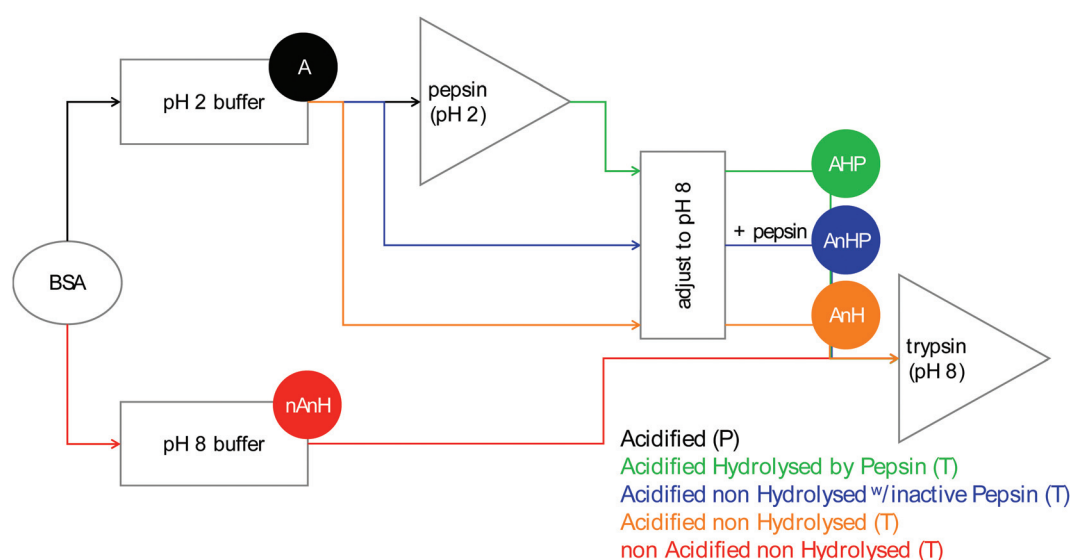 A
pH 2 buffer
pepsin
(pH 2)
AHP
adjust to pH 8
+ pepsin
AnHP
BSA
AnH
trypsin
(pH 8)
nAnH
pH 8 buffer
Acidified (P)
Acidified Hydrolysed by Pepsin (T)
Acidified non Hydrolysed w/inactive Pepsin (T)
Acidified non Hydrolysed (T)
non Acidified non Hydrolysed (T)